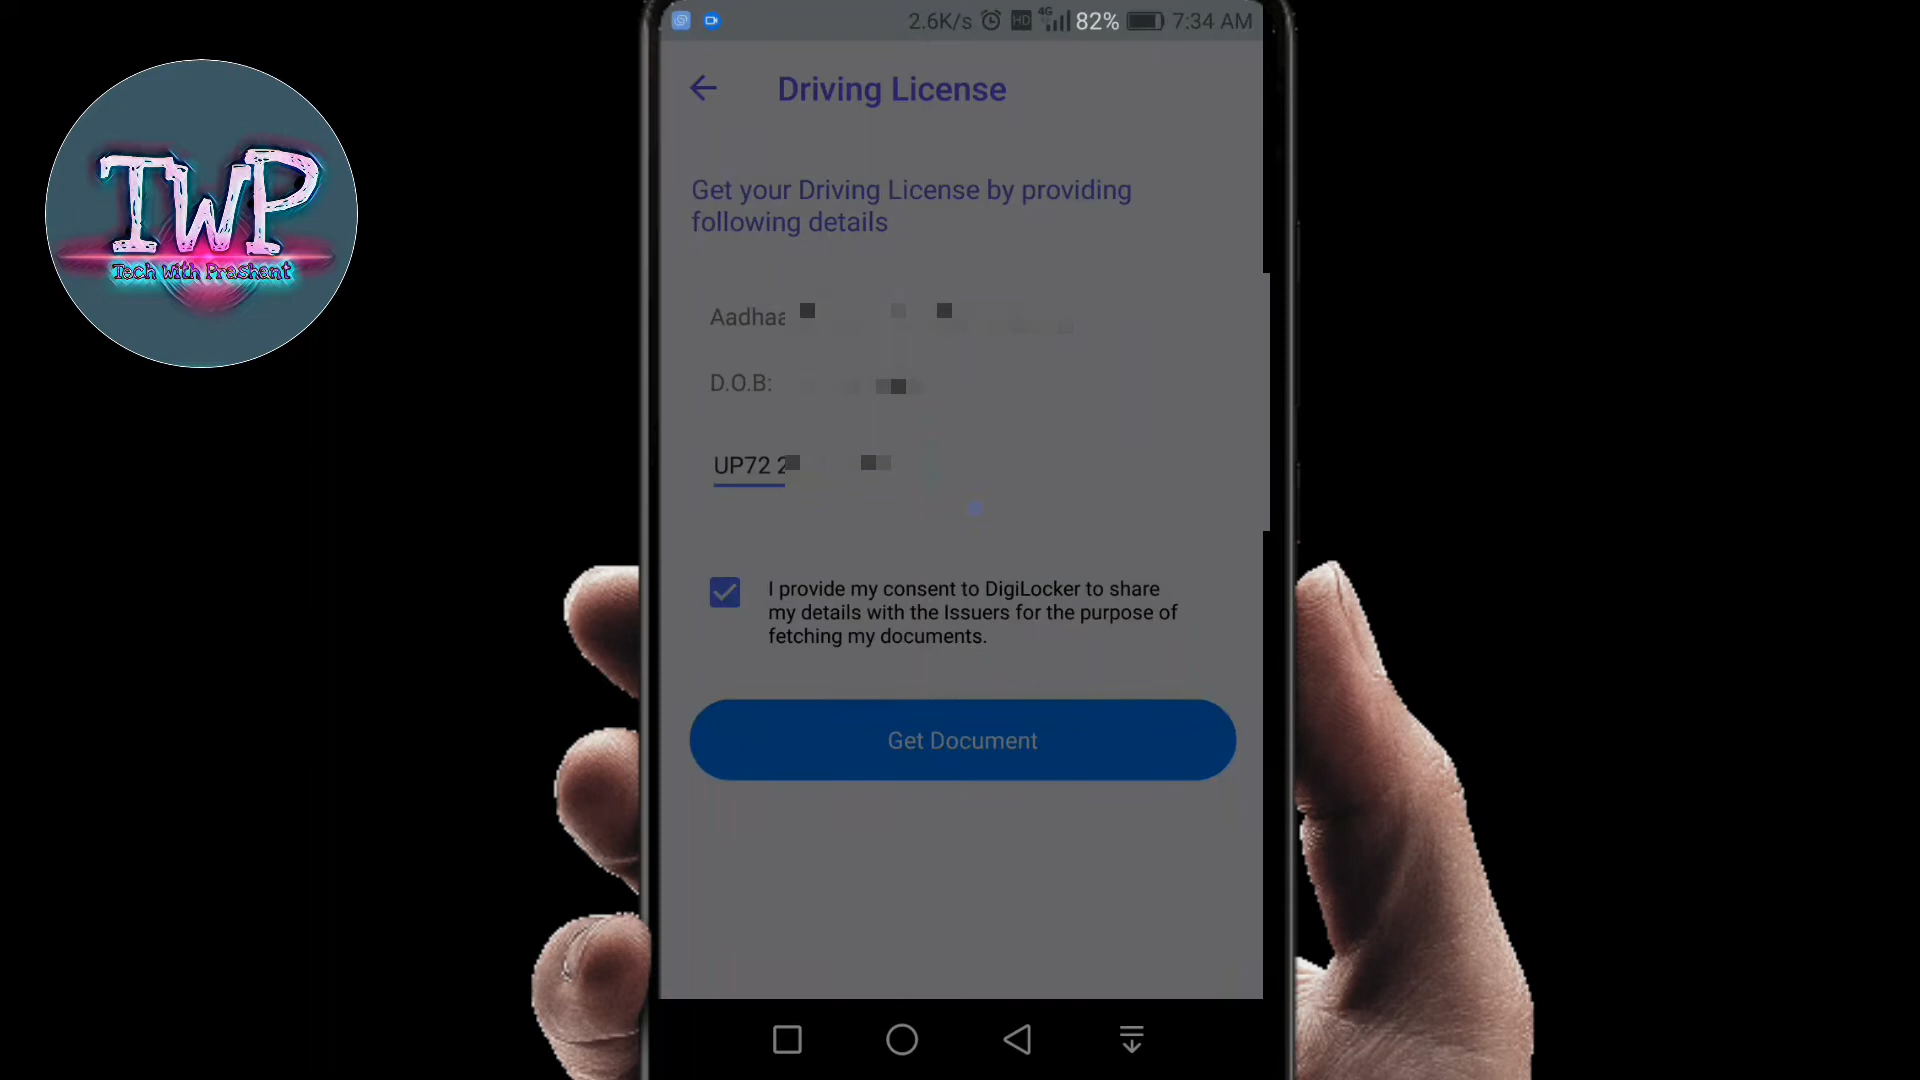 2.6K/s HD 4G 82% 7:34 AM
TWP
Tech With Prashant
Driving License
Get your Driving License by providing
following details
D.O.B:
UP72
I provide my consent to DigiLocker to share
my details with the Issuers for the purpose of
fetching my documents.
Get Document